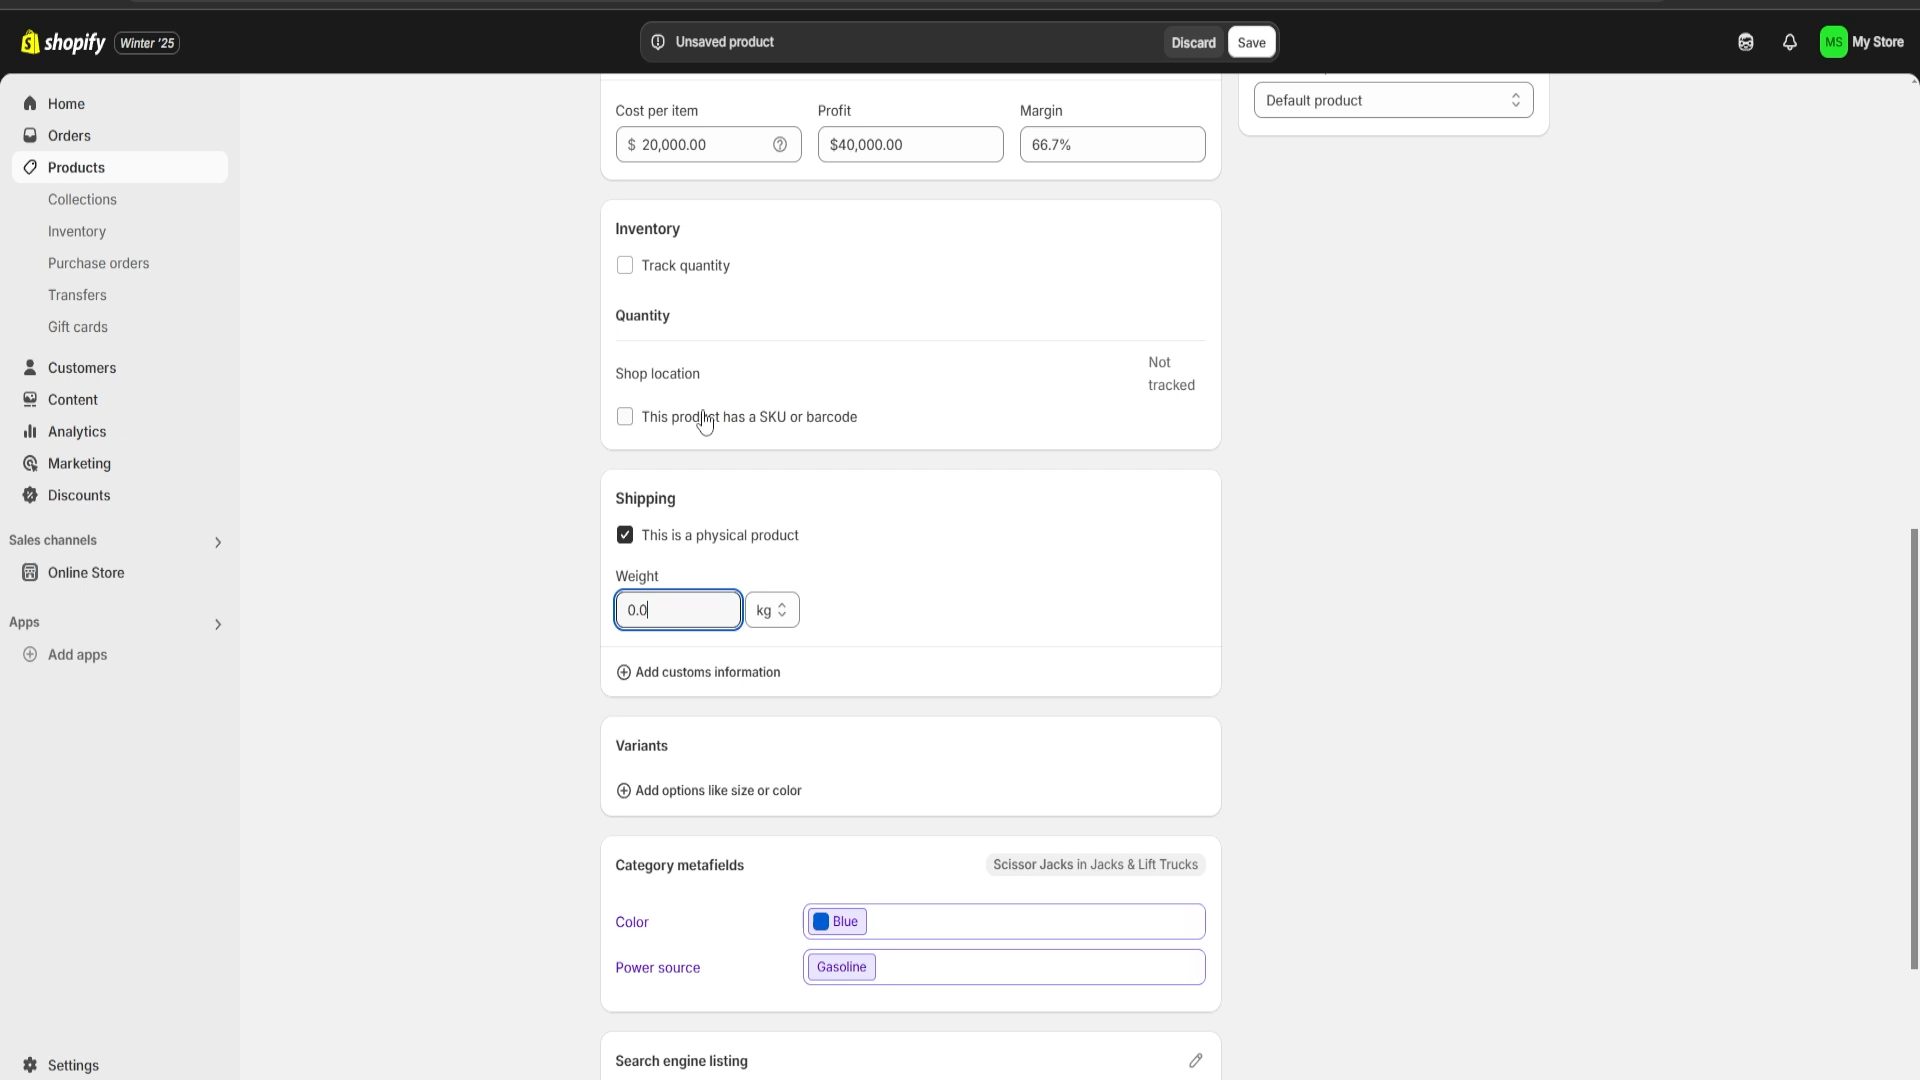 shopify Winter '25 Unsaved product Discard Save MS My Store
Home
Orders
Products
Collections
Inventory
Purchase orders
Transfers
Gift cards
Customers
Content
Analytics
Marketing
Discounts
Sales channels
Online Store
Apps
Add apps
Settings
Default product
Cost per item Profit Margin
$ 20,000.00 $40,000.00 66.7%
Inventory
Track quantity
Quantity
Shop location Not
tracked
This product has a SKU or barcode
Shipping
This is a physical product
Weight
0.0 kg
Add customs information
Variants
Add options like size or color
Category metafields Scissor Jacks in Jacks & Lift Trucks
Color Blue
Power source Gasoline
Search engine listing